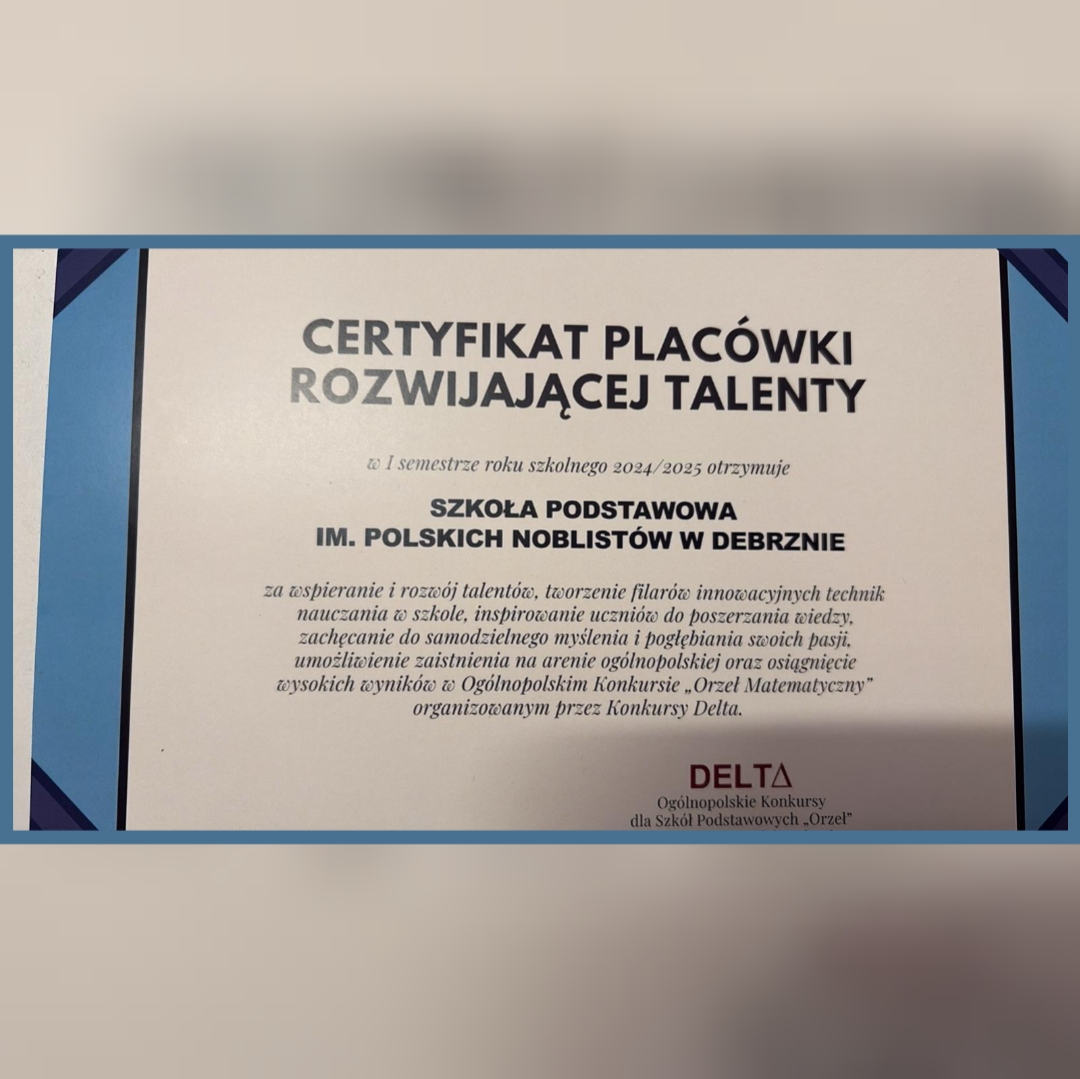 CERTYFIKAT PLACÓWKI
ROZWIJAJĄCEJ TALENTY
w I semestrze roku szkolnego 2024/2025 otrzymuje
SZKOŁA PODSTAWOWA
IM. POLSKICH NOBLISTÓW W DEBRZNIE
za wspieranie i rozwój talentów, tworzenie filarów innowacyjnych technik
nauczania w szkole, inspirowanie uczniów do poszerzania wiedzy,
zachęcanie do samodzielnego myślenia i pogłębiania swoich pasji,
umożliwienie zaistnienia na arenie ogólnopolskiej oraz osiągnięcie
wysokich wyników w Ogólnopolskim Konkursie „Orzeł Matematyczny”
organizowanym przez Konkursy Delta.
DELTΔ
Ogólnopolskie Konkursy
dla Szkół Podstawowych „Orzeł”